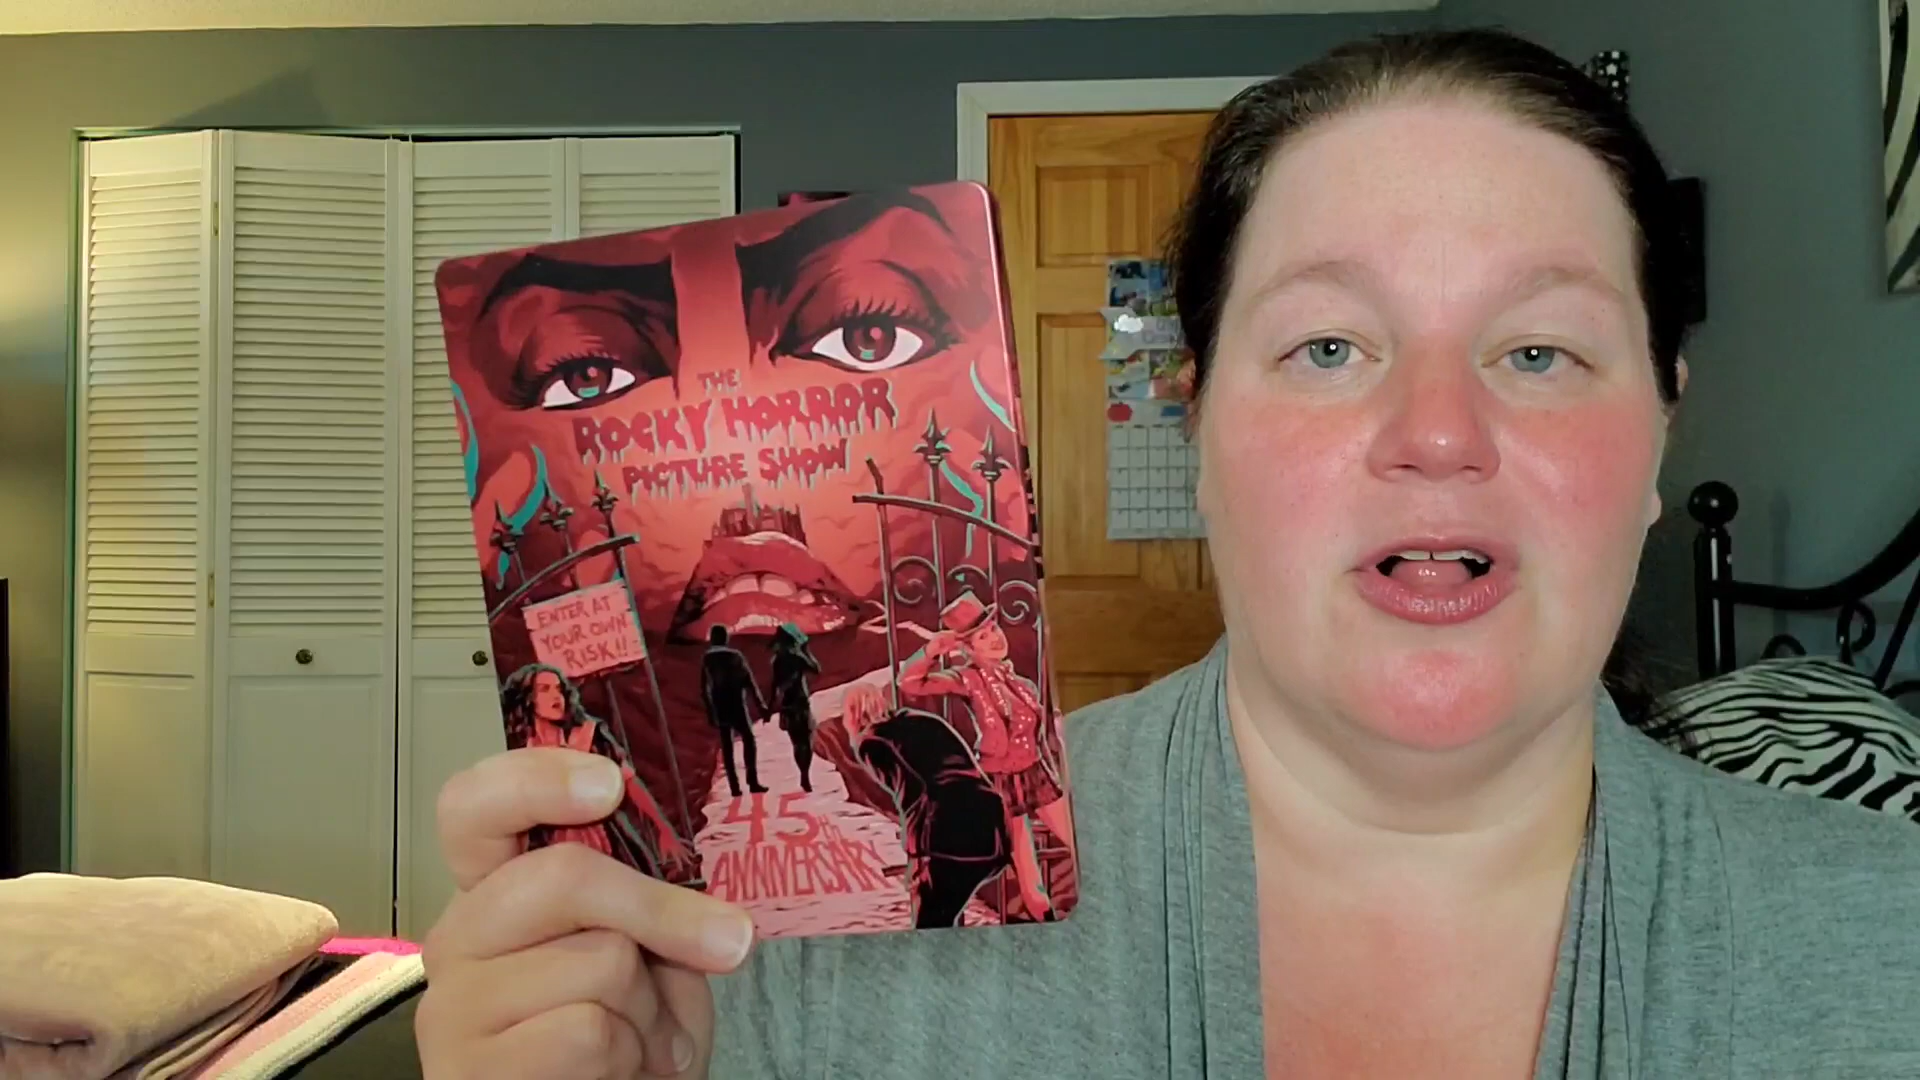 THE
ROCKY HORROR
PICTURE SHOW
ENTER AT
YOUR OWN
RISK!!
45th
ANNIVERSARY